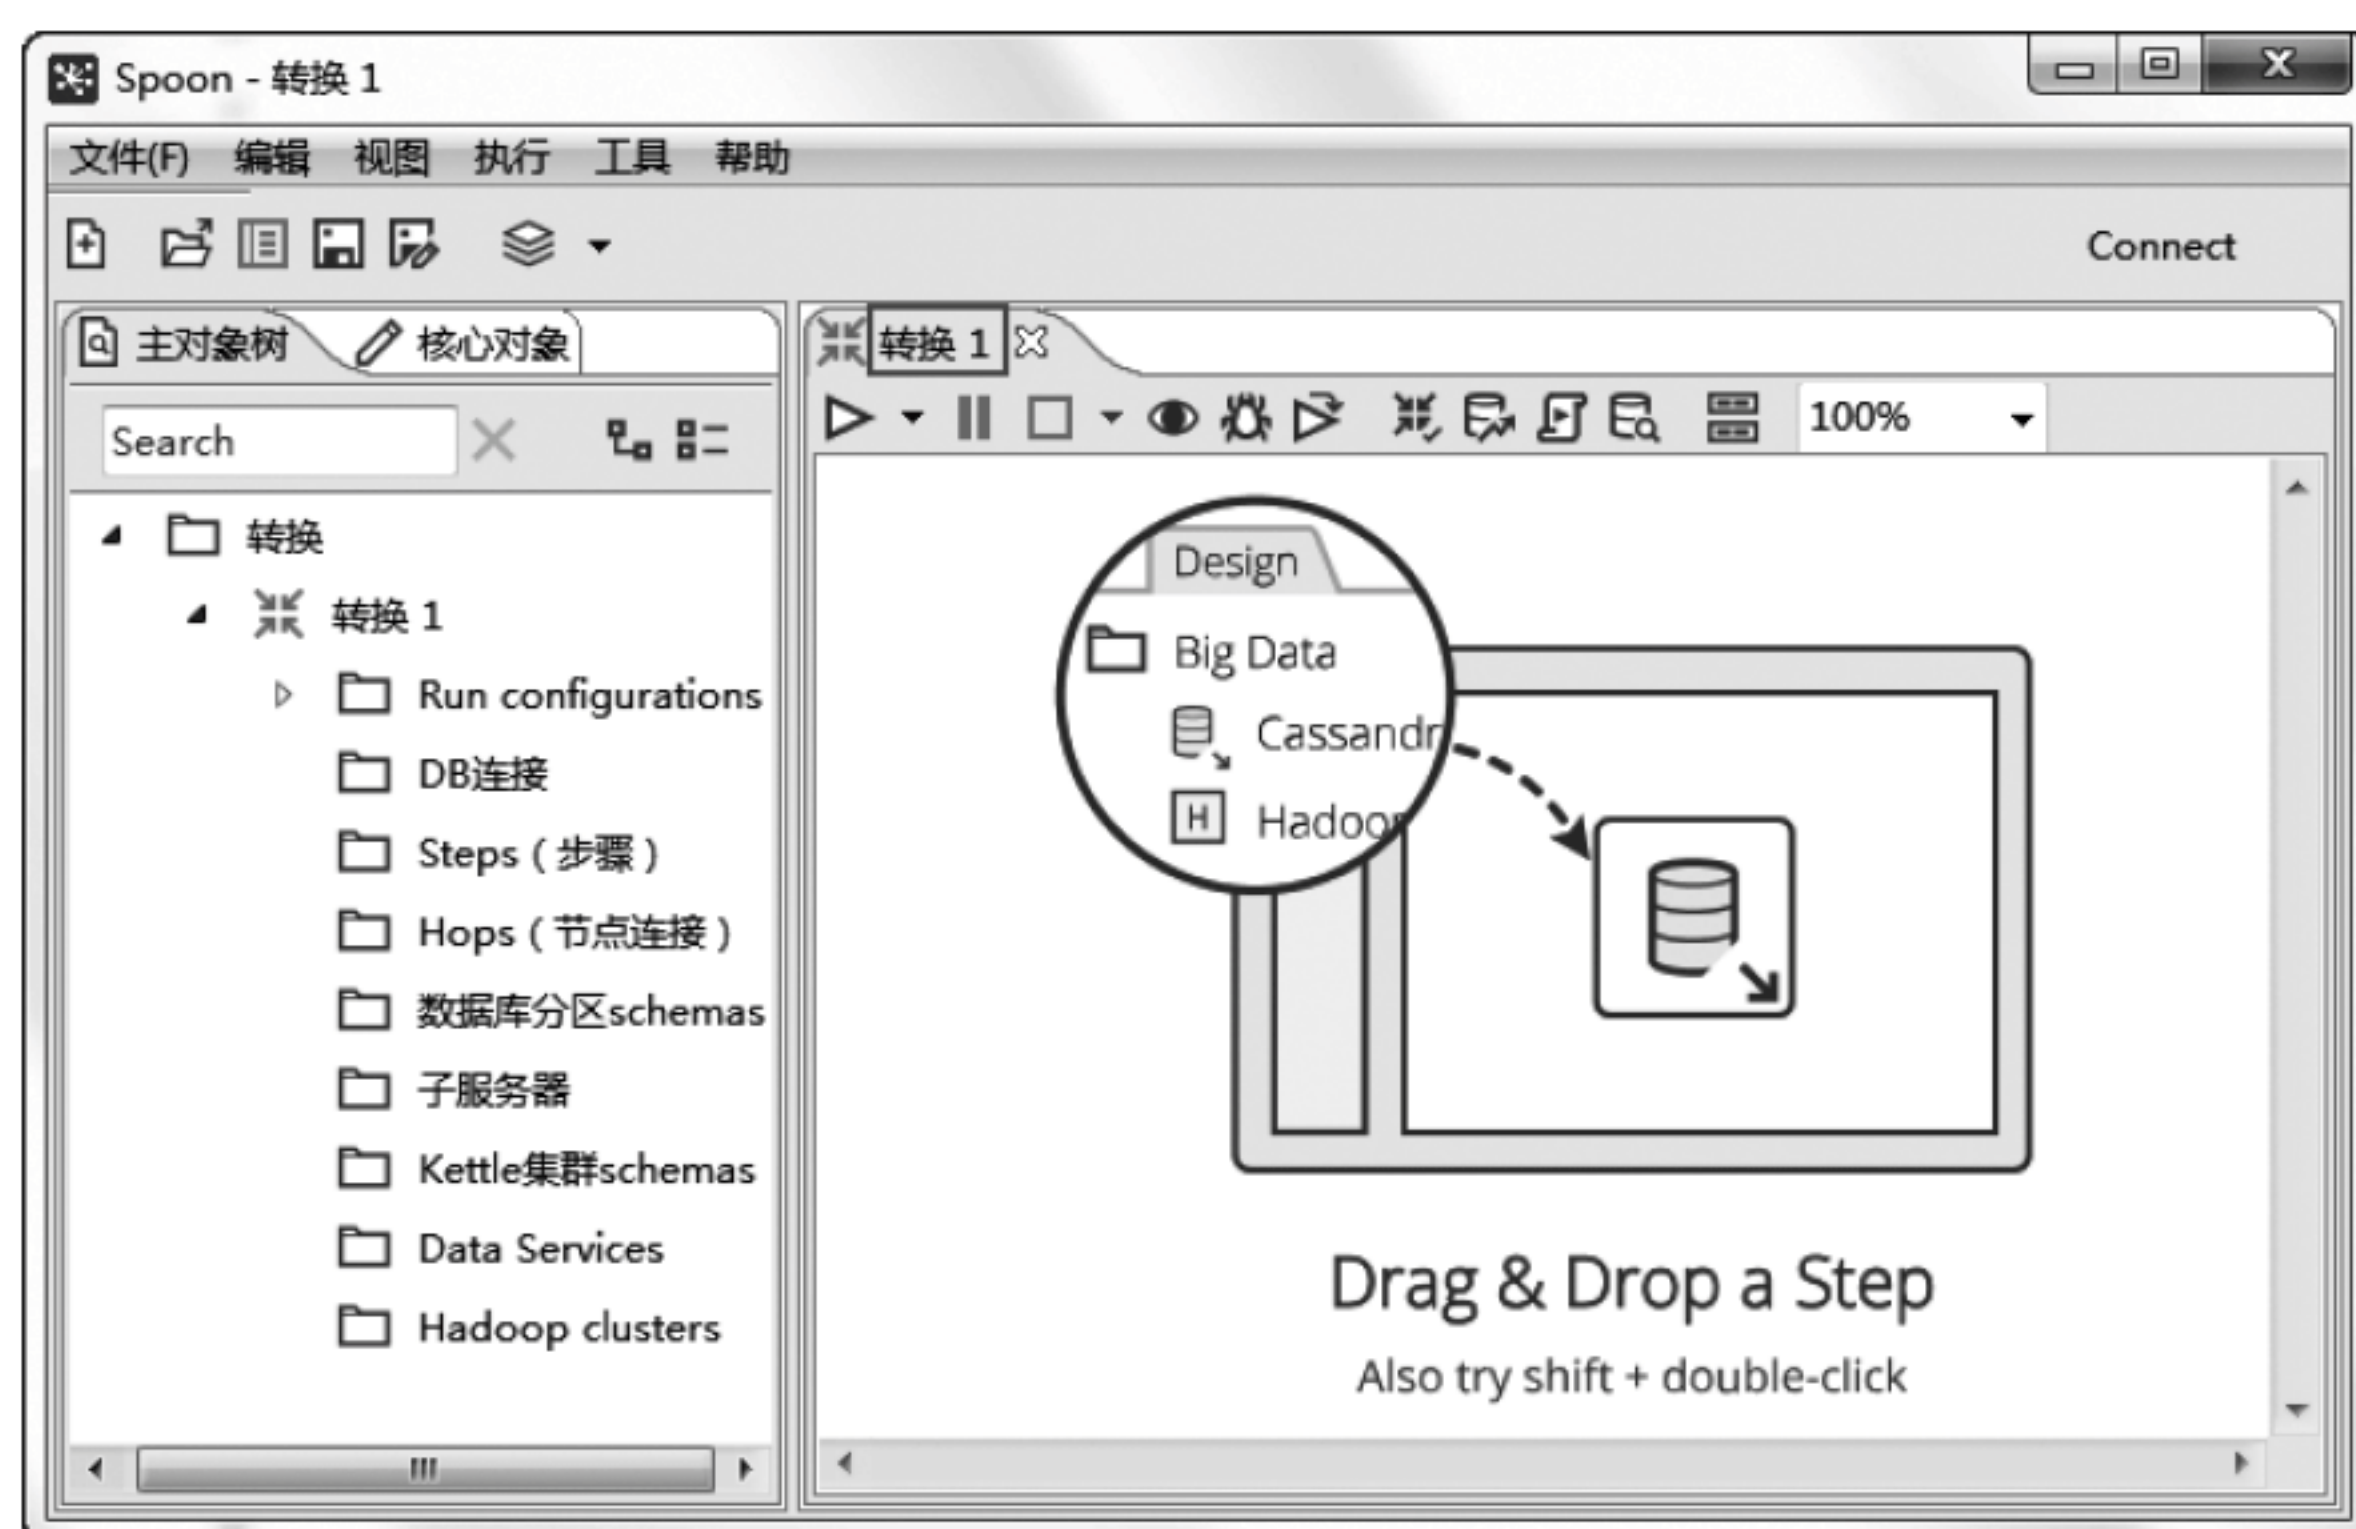 Spoon - 转换 1
文件(F) 编辑 视图 执行 工具 帮助
Connect
主对象树 核心对象
Search
转换
转换 1
Run configurations
DB连接
Steps ( 步骤 )
Hops ( 节点连接 )
数据库分区schemas
子服务器
Kettle集群schemas
Data Services
Hadoop clusters
转换 1
100%
Design
Big Data
Cassandr
H Hadoop
Drag & Drop a Step
Also try shift + double-click